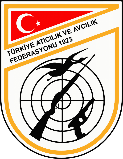 TÜRKİYE ATICILIK VE AVCILIK
FEDERASYONU 1923